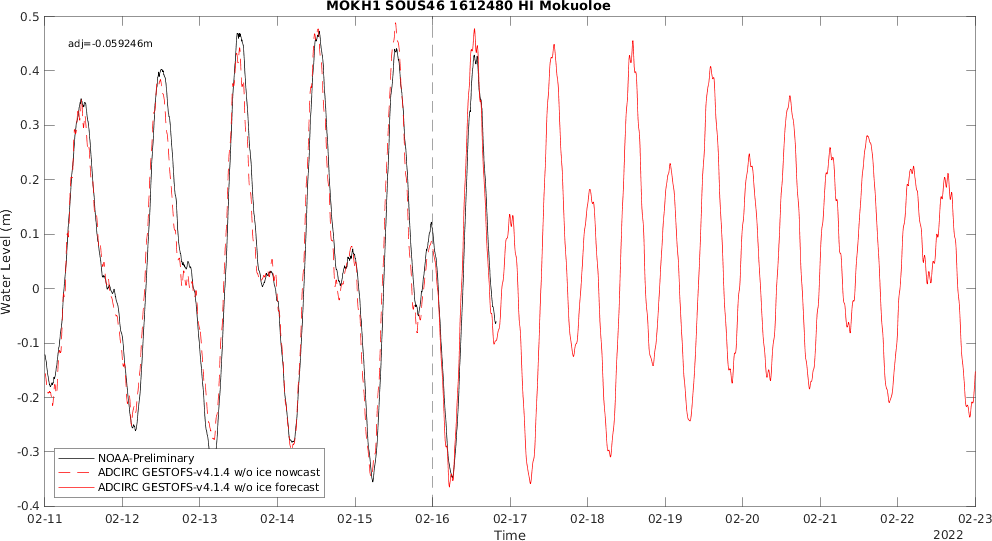 MOKH1 SOUS46 1612480 HI Mokuoloe
adj=-0.059246m
0.5
0.4
0.3
0.2
0.1
0
-0.1
-0.2
-0.3
-0.4
Water Level (m)
NOAA-Preliminary
ADCIRC GESTOFS-v4.1.4 w/o ice nowcast
ADCIRC GESTOFS-v4.1.4 w/o ice forecast
02-11 02-12 02-13 02-14 02-15 02-16 02-17 02-18 02-19 02-20 02-21 02-22 02-23
Time
2022